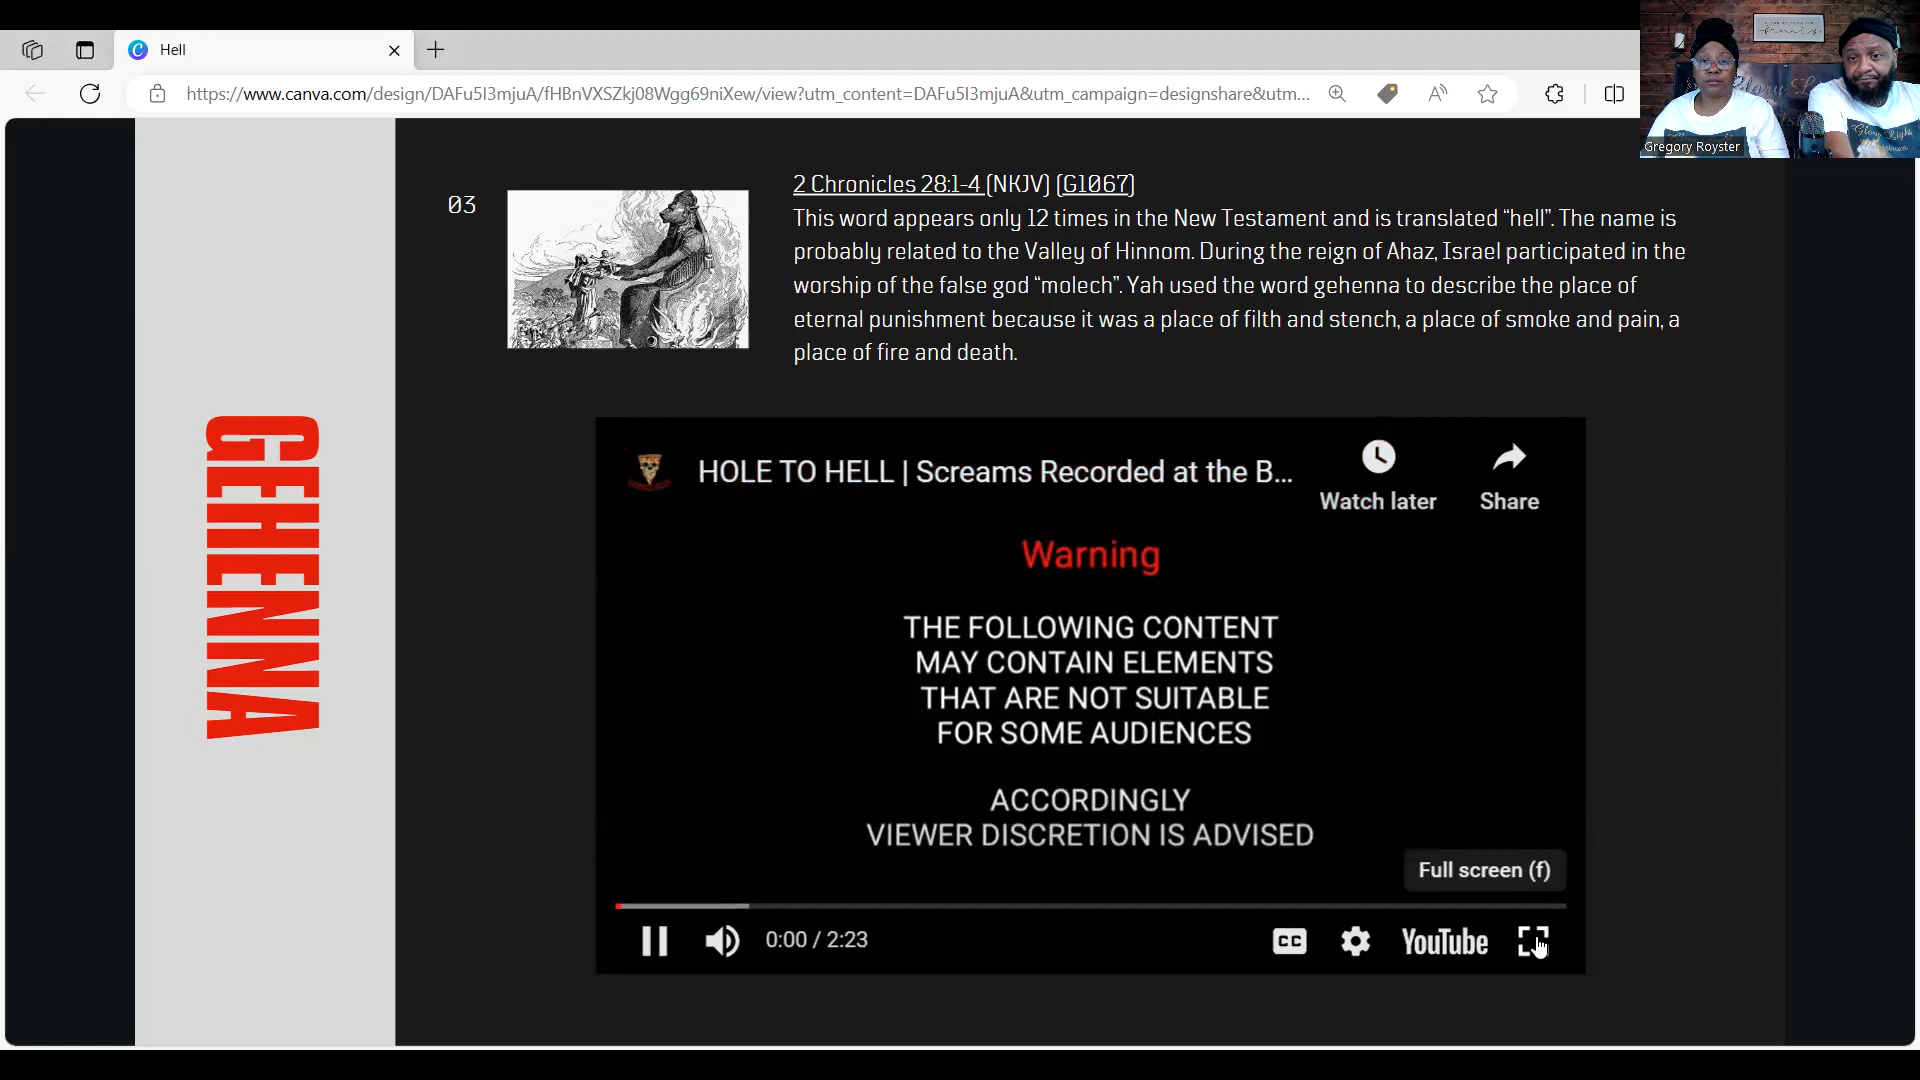 Hell
https://www.canva.com/design/DAFu5I3mjuA/fHBnVXSZkj08Wgg69niXew/view?utm_content=DAFu5I3mjuA&utm_campaign=designshare&utm...
Gregory Royster
03
2 Chronicles 28:1-4 (NKJV) (G1067)
This word appears only 12 times in the New Testament and is translated “hell”. The name is
probably related to the Valley of Hinnom. During the reign of Ahaz, Israel participated in the
worship of the false god “molech”. Yah used the word gehenna to describe the place of
eternal punishment because it was a place of filth and stench, a place of smoke and pain, a
place of fire and death.
GEHENNA
HOLE TO HELL | Screams Recorded at the B...
Watch later
Share
Warning
THE FOLLOWING CONTENT
MAY CONTAIN ELEMENTS
THAT ARE NOT SUITABLE
FOR SOME AUDIENCES
ACCORDINGLY
VIEWER DISCRETION IS ADVISED
Full screen (f)
0:00 / 2:23
CC
YouTube